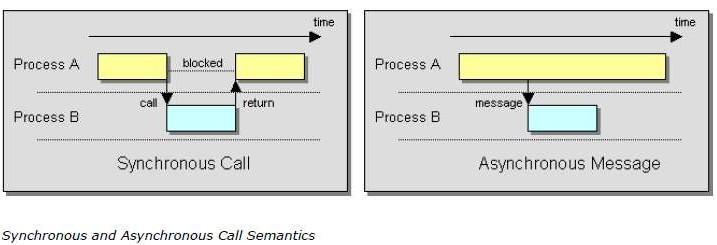 time
Process A
blocked
call
return
Process B
Synchronous Call
time
Process A
message
Process B
Asynchronous Message
Synchronous and Asynchronous Call Semantics